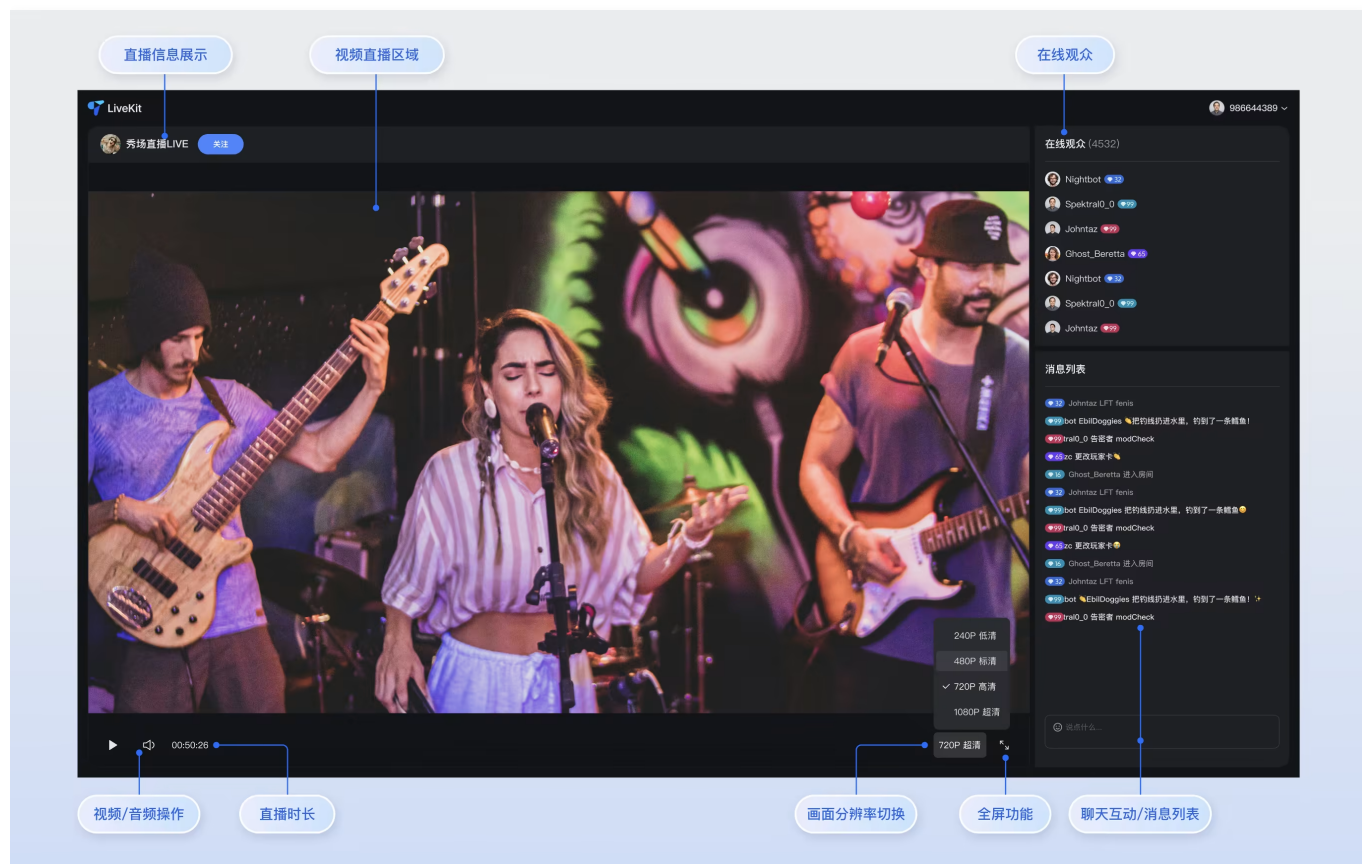 直播信息展示
视频直播区域
在线观众
LiveKit
986644389
秀场直播LIVE
关注
在线观众 (4532)
Nightbot 32
Spektral0_0 99
Johntaz 99
Ghost_Beretta 65
Nightbot 32
Spektral0_0 99
Johntaz 99
消息列表
32 Johntaz LFT fenis
99 bot EbilDoggies 把钓线扔进水里，钓到了一条鳕鱼！
99 tral0_0 告密者 modCheck
65 zc 更改玩家卡
16 Ghost_Beretta 进入房间
32 Johntaz LFT fenis
99 bot EbilDoggies 把钓线扔进水里，钓到了一条鳕鱼
99 tral0_0 告密者 modCheck
65 zc 更改玩家卡
16 Ghost_Beretta 进入房间
32 Johntaz LFT fenis
99 bot EbilDoggies 把钓线扔进水里，钓到了一条鳕鱼！
99 tral0_0 告密者 modCheck
说点什么...
240P 低清
480P 标清
720P 高清
1080P 超清
00:50:26
720P 超清
视频/音频操作
直播时长
画面分辨率切换
全屏功能
聊天互动/消息列表